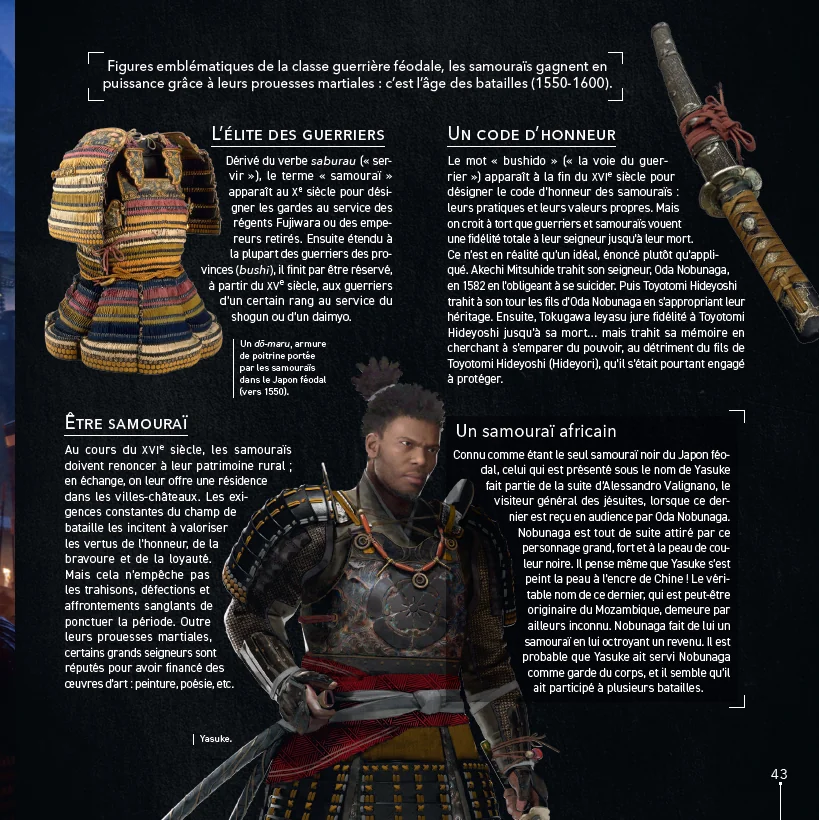 Figures emblématiques de la classe guerrière féodale, les samouraïs gagnent en
puissance grâce à leurs prouesses martiales : c'est l'âge des batailles (1550-1600).
L'ÉLITE DES GUERRIERS
Dérivé du verbe saburau (« ser-
vir »), le terme « samouraï »
apparaît au Xe siècle pour dési-
gner les gardes au service des
régents Fujiwara ou des empe-
reurs retirés. Ensuite étendu à
la plupart des guerriers des pro-
vinces (bushi), il finit par être réservé,
à partir du XVe siècle, aux guerriers
d'un certain rang au service du
shogun ou d'un daimyo.
Un dō-maru, armure
de poitrine portée
par les samouraïs
dans le Japon féodal
(vers 1550).
UN CODE D'HONNEUR
Le mot « bushido » (« la voie du guer-
rier ») apparaît à la fin du XVIe siècle pour
désigner le code d'honneur des samouraïs :
leurs pratiques et leurs valeurs propres. Mais
on croit à tort que guerriers et samouraïs vouent
une fidélité totale à leur seigneur jusqu'à leur mort.
Ce n'est en réalité qu'un idéal, énoncé plutôt qu'appli-
qué. Akechi Mitsuhide trahit son seigneur, Oda Nobunaga,
en 1582 en l'obligeant à se suicider. Puis Toyotomi Hideyoshi
trahit à son tour les fils d'Oda Nobunaga en s'appropriant leur
héritage. Ensuite, Tokugawa Ieyasu jure fidélité à Toyotomi
Hideyoshi jusqu'à sa mort... mais trahit sa mémoire en
cherchant à s'emparer du pouvoir, au détriment du fils de
Toyotomi Hideyoshi (Hideyori), qu'il s'était pourtant engagé
à protéger.
ÊTRE SAMOURAÏ
Au cours du XVIe siècle, les samouraïs
doivent renoncer à leur patrimoine rural ;
en échange, on leur offre une résidence
dans les villes-châteaux. Les exi-
gences constantes du champ de
bataille les incitent à valoriser
les vertus de l'honneur, de la
bravoure et de la loyauté.
Mais cela n'empêche pas
les trahisons, défections et
affrontements sanglants de
ponctuer la période. Outre
leurs prouesses martiales,
certains grands seigneurs sont
réputés pour avoir financé des
œuvres d'art : peinture, poésie, etc.
Yasuke.
Un samouraï africain
Connu comme étant le seul samouraï noir du Japon féo-
dal, celui qui est présenté sous le nom de Yasuke
fait partie de la suite d'Alessandro Valignano, le
visiteur général des jésuites, lorsque ce der-
nier est reçu en audience par Oda Nobunaga.
Nobunaga est tout de suite attiré par ce
personnage grand, fort et à la peau de cou-
leur noire. Il pense même que Yasuke s'est
peint la peau à l'encre de Chine ! Le véri-
table nom de ce dernier, qui est peut-être
originaire du Mozambique, demeure par
ailleurs inconnu. Nobunaga fait de lui un
samouraï en lui octroyant un revenu. Il est
probable que Yasuke ait servi Nobunaga
comme garde du corps, et il semble qu'il
ait participé à plusieurs batailles.
43